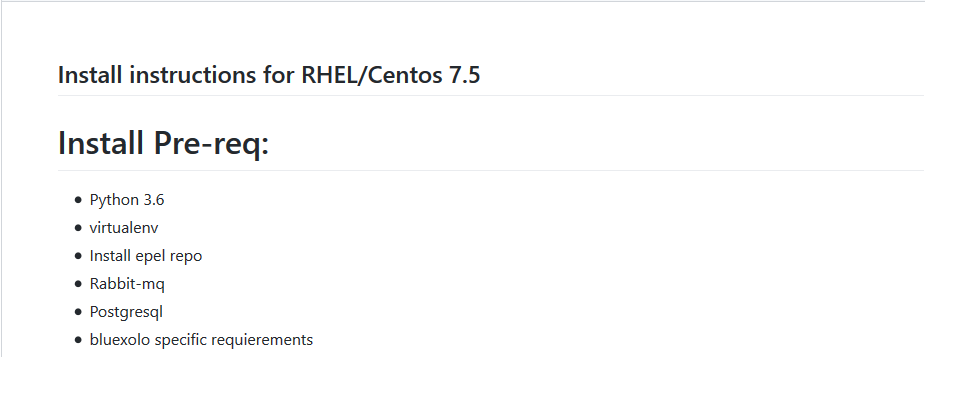 Install instructions for RHEL/Centos 7.5
Install Pre-req:
Python 3.6
virtualenv
Install epel repo
Rabbit-mq
Postgresql
bluexolo specific requierements